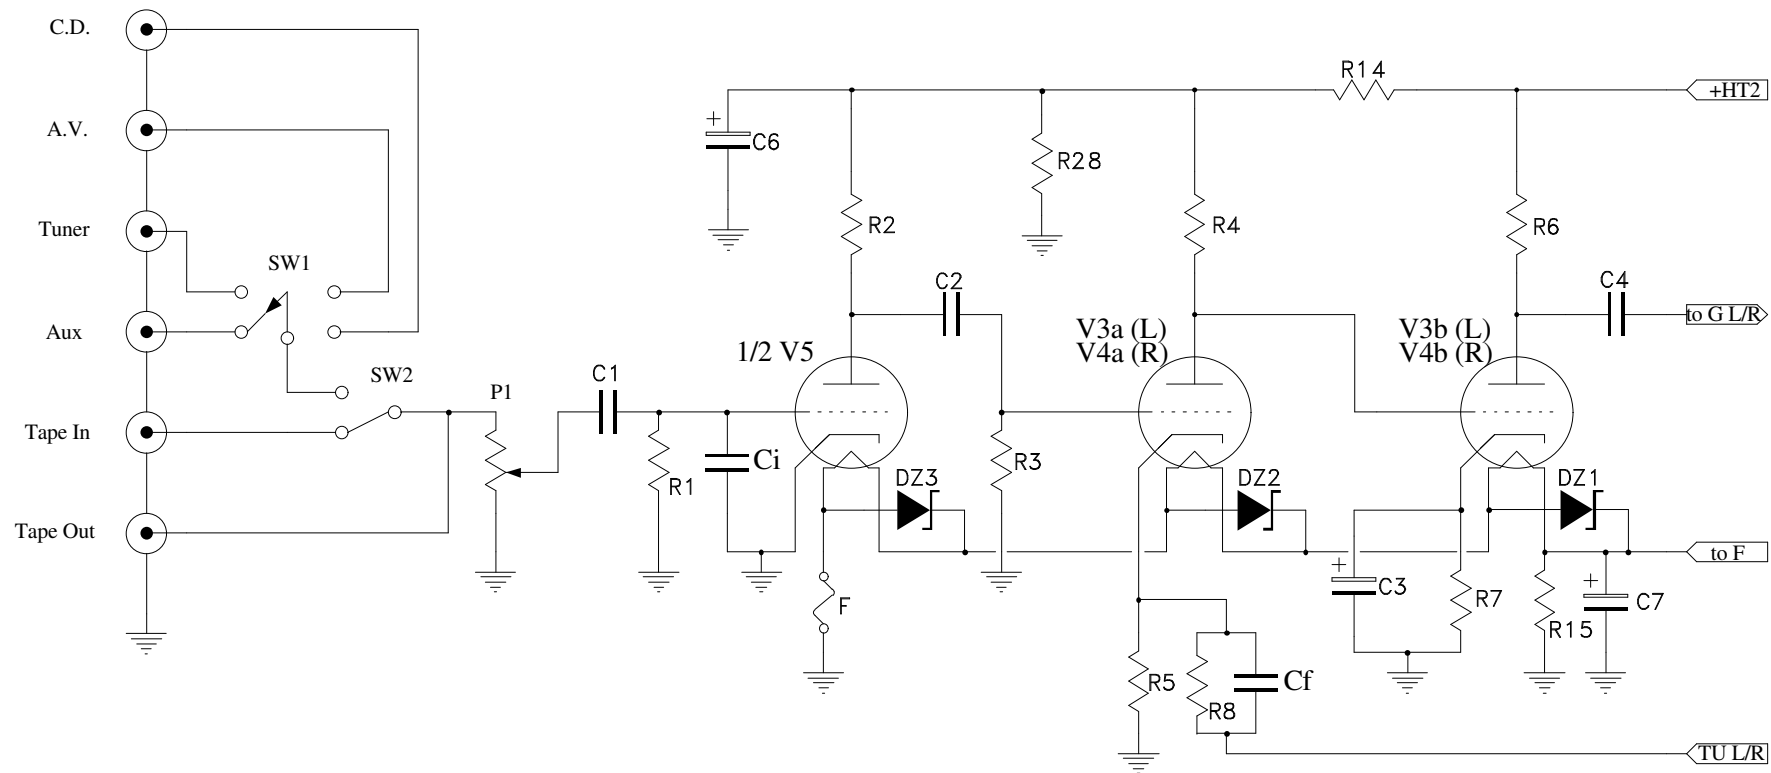 C.D.
R14
+HT2
A.V.
+
C6
R28
Tuner
R2
R4
R6
SW1
C2
C4
to G L/R
Aux
1/2 V5
V3a (L)
V4a (R)
V3b (L)
V4b (R)
SW2
C1
P1
Tape In
Ci
R3
R1
DZ3
DZ2
DZ1
Tape Out
to F
+
C3
+
C7
R7
F
R15
R5
R8
Cf
TU L/R